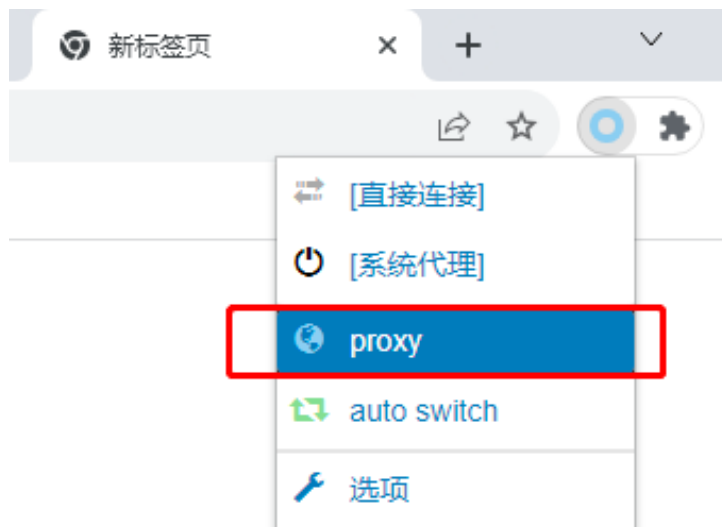 新标签页
[直接连接]
[系统代理]
proxy
auto switch
选项